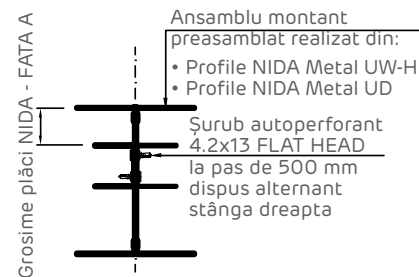 Grosime plăci NIDA - FATA A
Ansamblu montant
preasamblat realizat din:
• Profile NIDA Metal UW-H
• Profile NIDA Metal UD
Șurub autoperforant
4.2x13 FLAT HEAD
la pas de 500 mm
dispus alternant
stânga dreapta